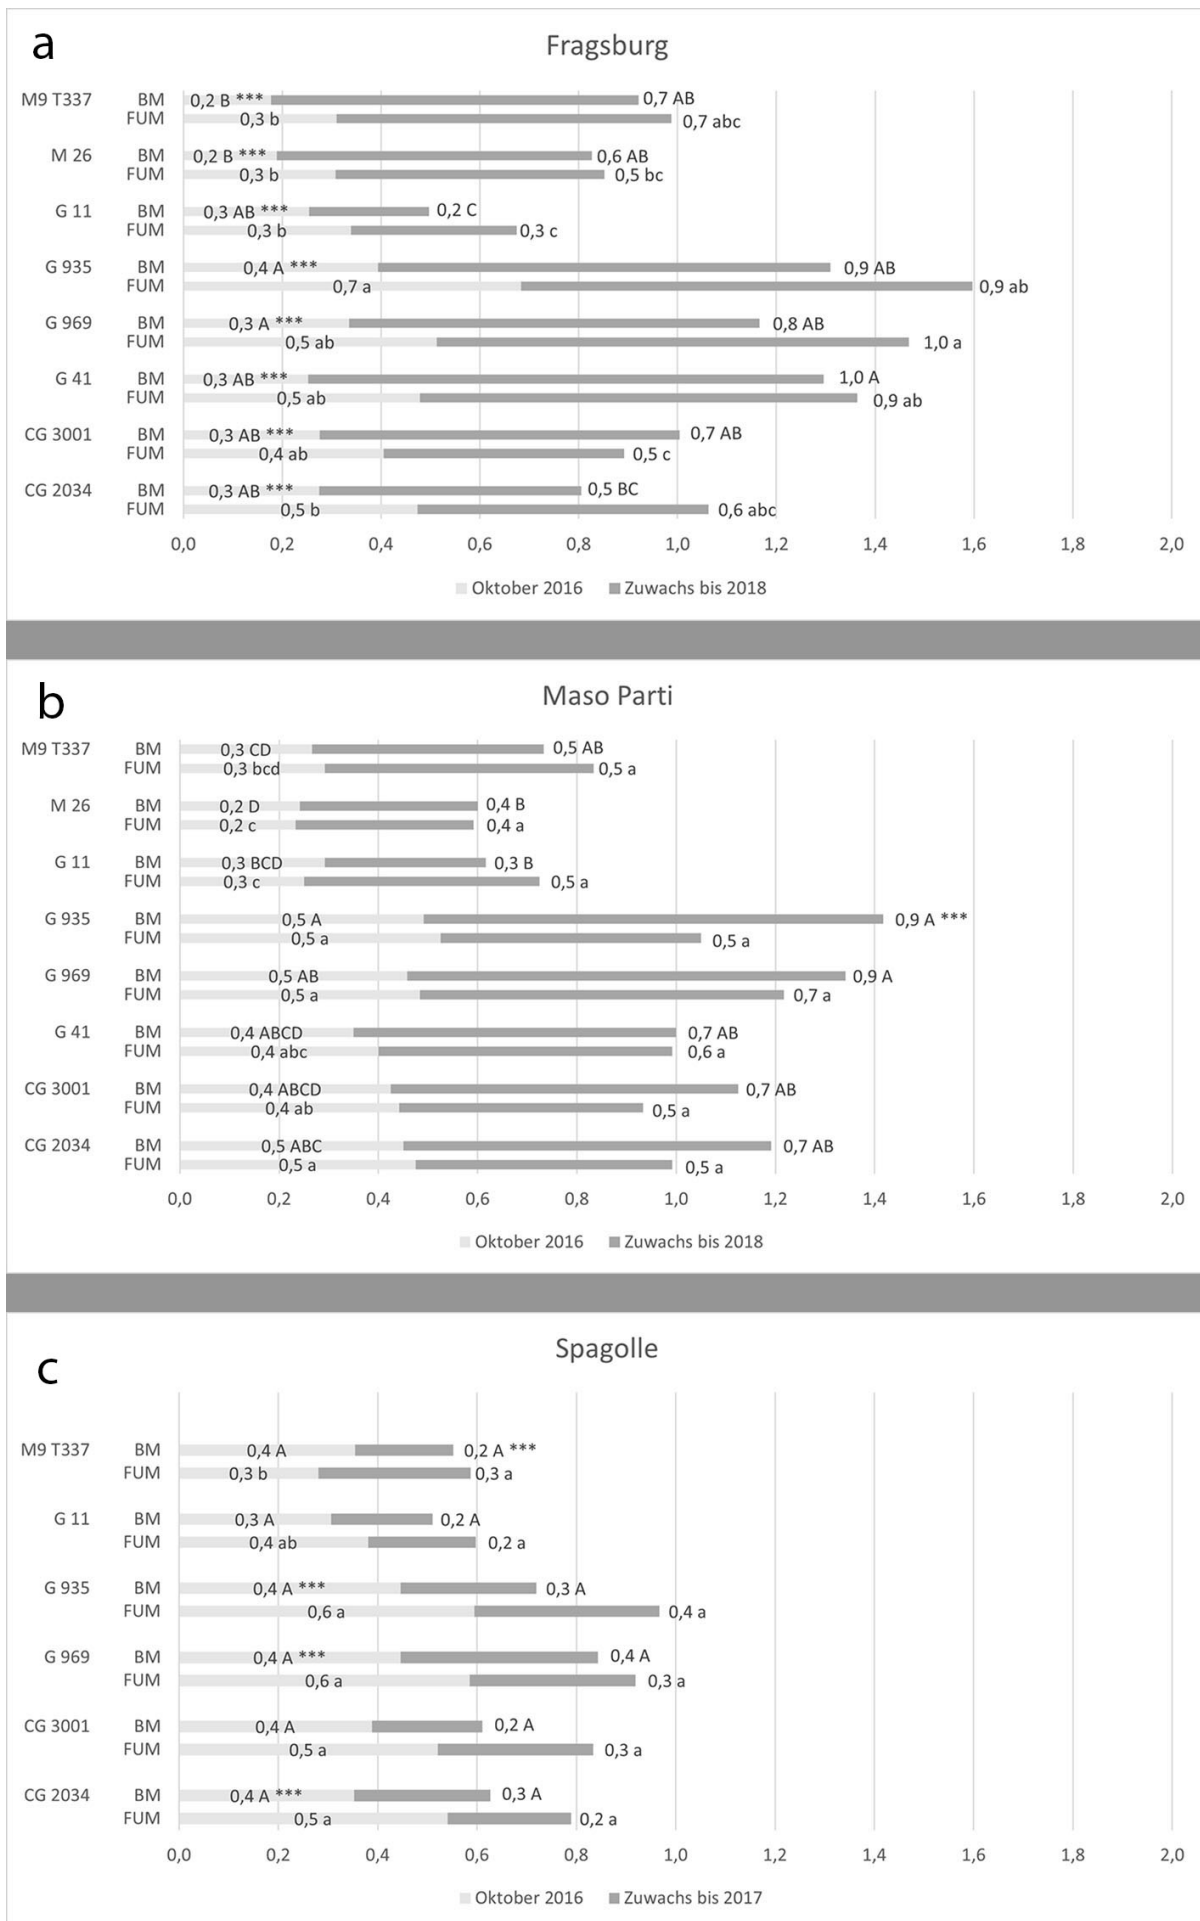 a
Fragsburg
M9 T337 BM 0,2 B *** 0,7 AB
FUM 0,3 b 0,7 abc
M 26 BM 0,2 B *** 0,6 AB
FUM 0,3 b 0,5 bc
G 11 BM 0,3 AB *** 0,2 C
FUM 0,3 b 0,3 c
G 935 BM 0,4 A *** 0,9 AB
FUM 0,7 a 0,9 ab
G 969 BM 0,3 A *** 0,8 AB
FUM 0,5 ab 1,0 a
G 41 BM 0,3 AB *** 1,0 A
FUM 0,5 ab 0,9 ab
CG 3001 BM 0,3 AB *** 0,7 AB
FUM 0,4 ab 0,5 c
CG 2034 BM 0,3 AB *** 0,5 BC
FUM 0,5 b 0,6 abc
0,0 0,2 0,4 0,6 0,8 1,0 1,2 1,4 1,6 1,8 2,0
Oktober 2016 Zuwachs bis 2018
b
Maso Parti
M9 T337 BM 0,3 CD 0,5 AB
FUM 0,3 bcd 0,5 a
M 26 BM 0,2 D 0,4 B
FUM 0,2 c 0,4 a
G 11 BM 0,3 BCD 0,3 B
FUM 0,3 c 0,5 a
G 935 BM 0,5 A 0,9 A ***
FUM 0,5 a 0,5 a
G 969 BM 0,5 AB 0,9 A
FUM 0,5 a 0,7 a
G 41 BM 0,4 ABCD 0,7 AB
FUM 0,4 abc 0,6 a
CG 3001 BM 0,4 ABCD 0,7 AB
FUM 0,4 ab 0,5 a
CG 2034 BM 0,5 ABC 0,7 AB
FUM 0,5 a 0,5 a
0,0 0,2 0,4 0,6 0,8 1,0 1,2 1,4 1,6 1,8 2,0
Oktober 2016 Zuwachs bis 2018
c
Spagolle
M9 T337 BM 0,4 A 0,2 A ***
FUM 0,3 b 0,3 a
G 11 BM 0,3 A 0,2 A
FUM 0,4 ab 0,2 a
G 935 BM 0,4 A *** 0,3 A
FUM 0,6 a 0,4 a
G 969 BM 0,4 A *** 0,4 A
FUM 0,6 a 0,3 a
CG 3001 BM 0,4 A 0,2 A
FUM 0,5 a 0,3 a
CG 2034 BM 0,4 A *** 0,3 A
FUM 0,5 a 0,2 a
0,0 0,2 0,4 0,6 0,8 1,0 1,2 1,4 1,6 1,8 2,0
Oktober 2016 Zuwachs bis 2017